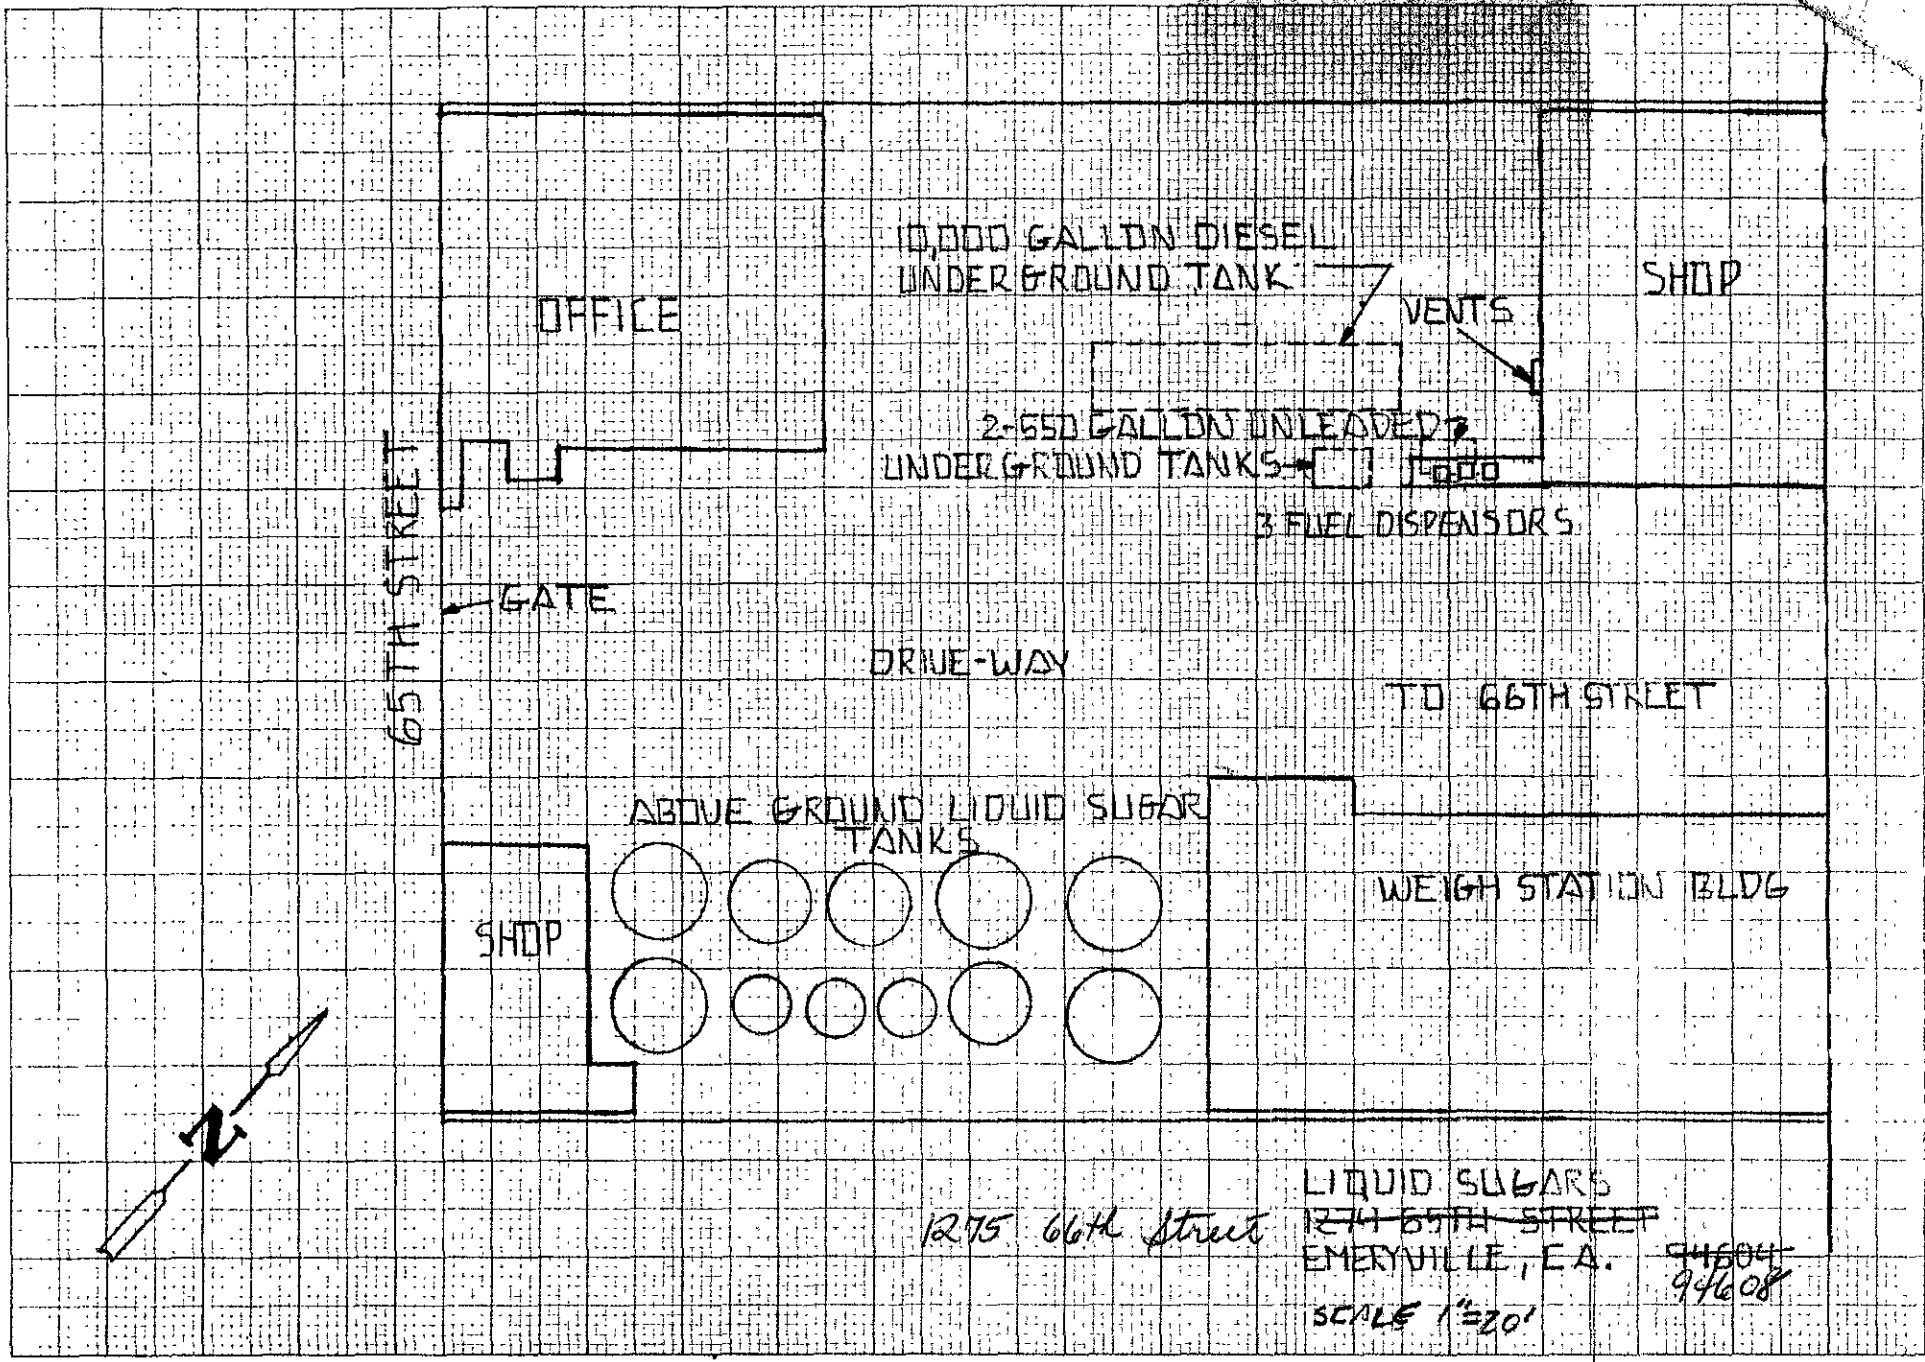 10,000 GALLON DIESEL
UNDERGROUND TANK
OFFICE
VENTS
SHOP
2-550 GALLON UNLEADED
UNDERGROUND TANKS
3 FUEL DISPENSORS
65TH STREET
GATE
DRIVE-WAY
TO 66TH STREET
ABOVE GROUND LIQUID SUGAR
TANKS
WEIGH STATION BLDG
SHOP
N
LIQUID SUGARS
1275 66th Street
1274 65TH STREET
EMERYVILLE, CA. 94604
94608
SCALE 1"=20'